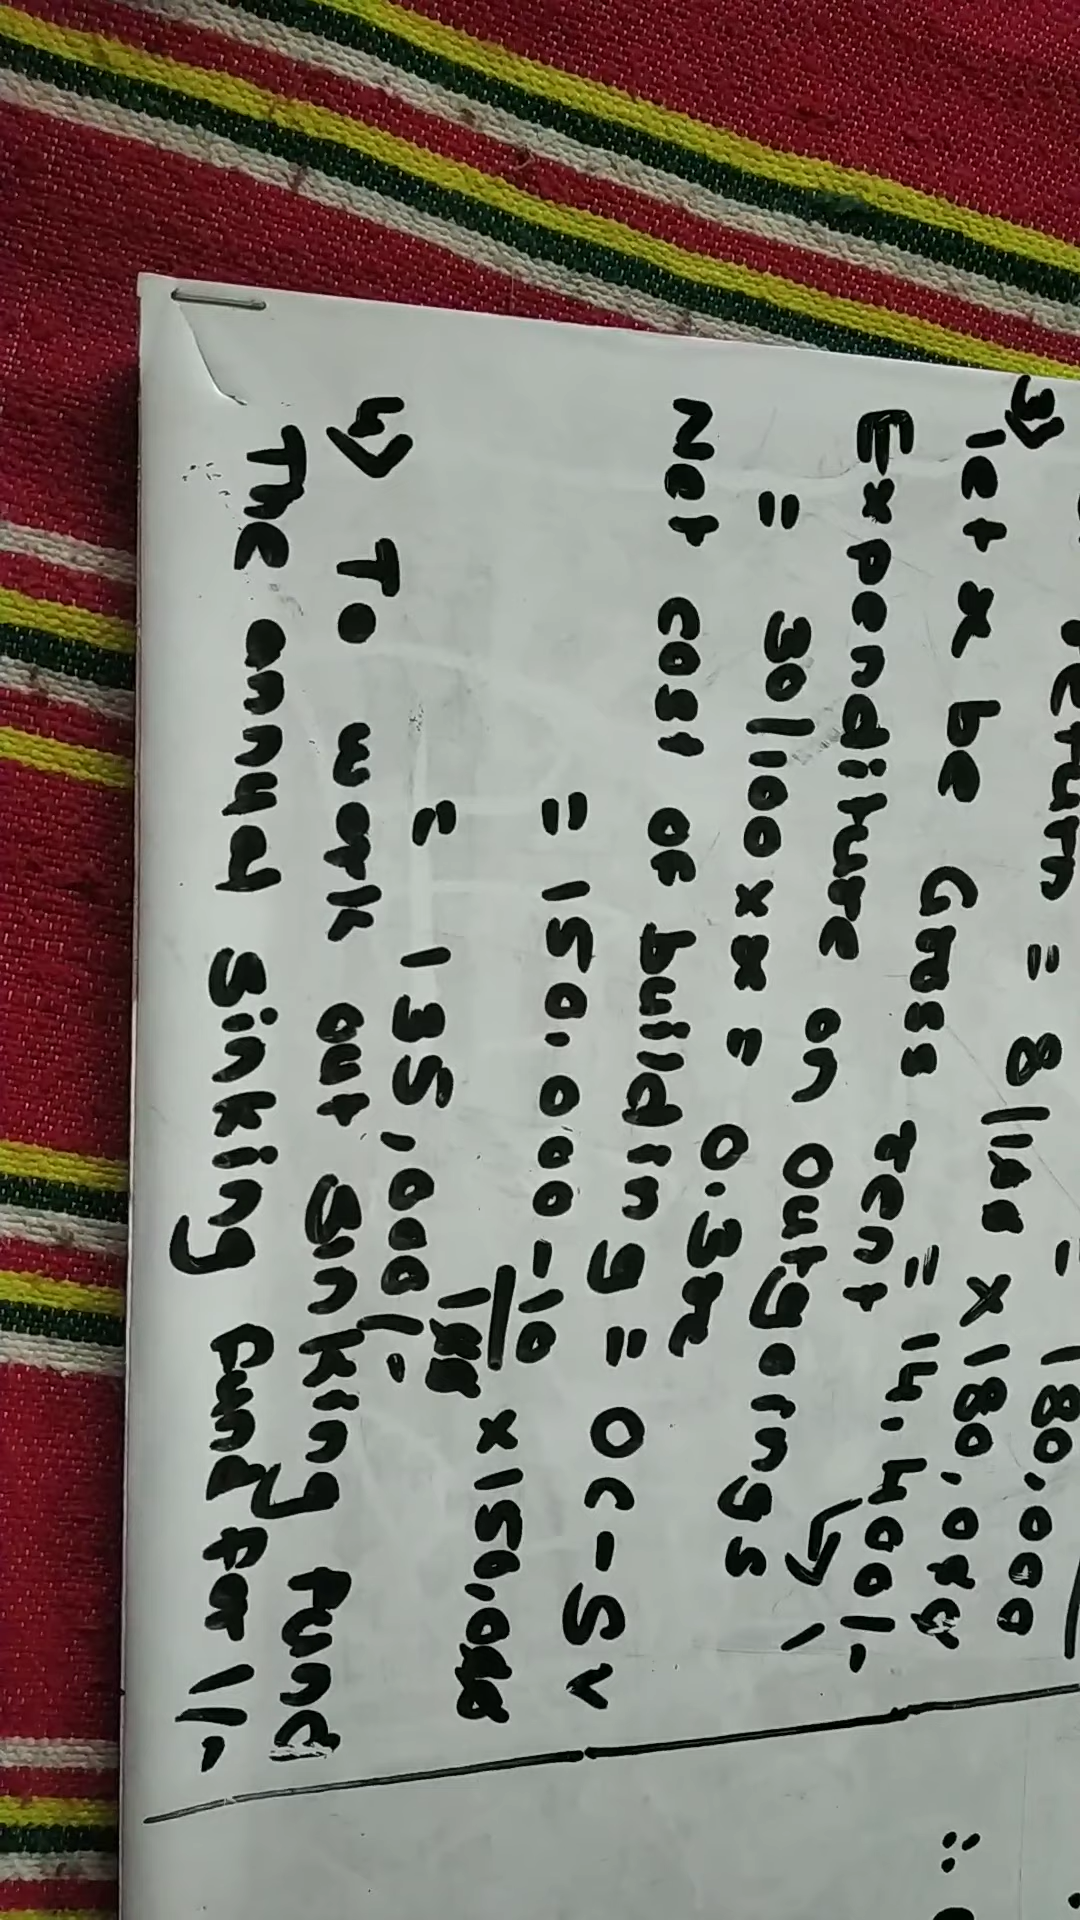 return = 8/100 = 180,000
= 8/100 x 180,000
3) let x be Gross rent = 14,400/-
Expenditure on Outgoings
= 30/100 x x = 0.3x
Net cost of building = OC - SV
= 150,000 - 10/100 x 150,000
= 135,000/-
4) To work out Sinking fund
The annual Sinking fund for 1/-